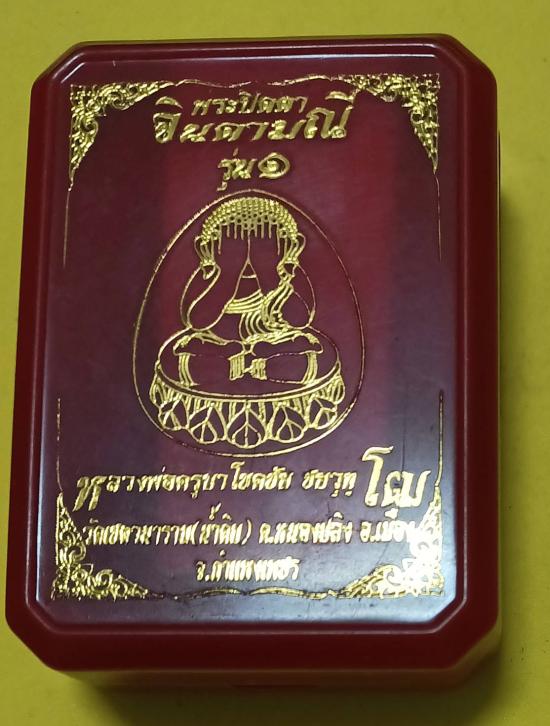 พระปิดตา
จินดามณี
รุ่น๑
หลวงพ่อครูบาโชคชัย ชยวุฑฺโฒ
วัดเชตวนาราม(น้ำดิบ) ต.หนองปลิง อ.เมือง
จ.กำแพงเพชร